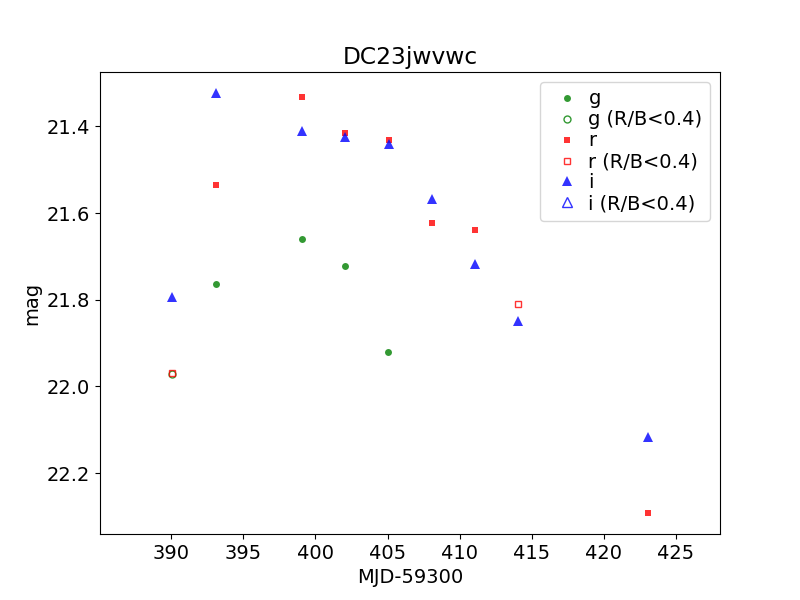 DC23jwvwc
g
g (R/B<0.4)
r
r (R/B<0.4)
i
i (R/B<0.4)
21.4
21.6
21.8
22.0
22.2
mag
390 395 400 405 410 415 420 425
MJD-59300